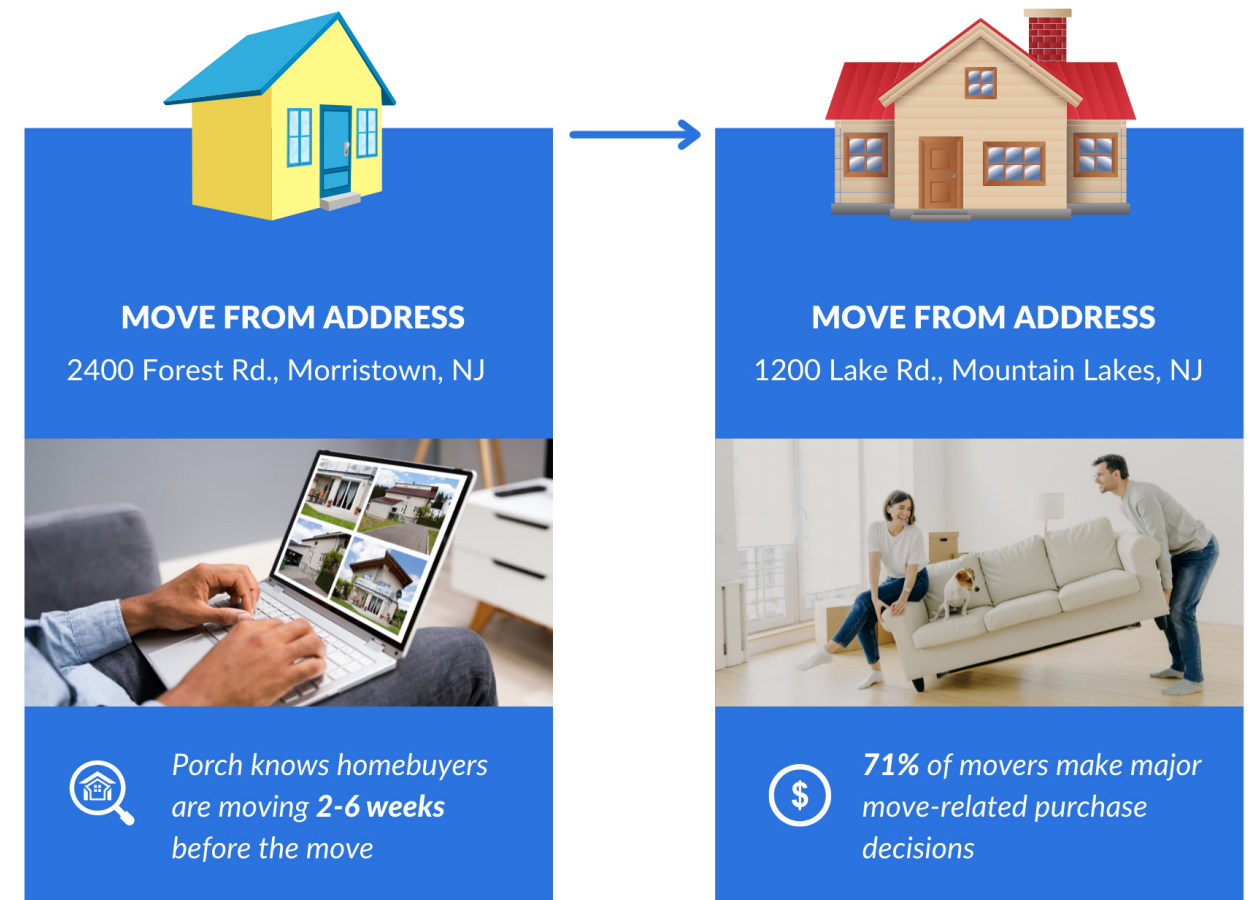 MOVE FROM ADDRESS
2400 Forest Rd., Morristown, NJ
Porch knows homebuyers
are moving 2-6 weeks
before the move
MOVE FROM ADDRESS
1200 Lake Rd., Mountain Lakes, NJ
$
71% of movers make major
move-related purchase
decisions